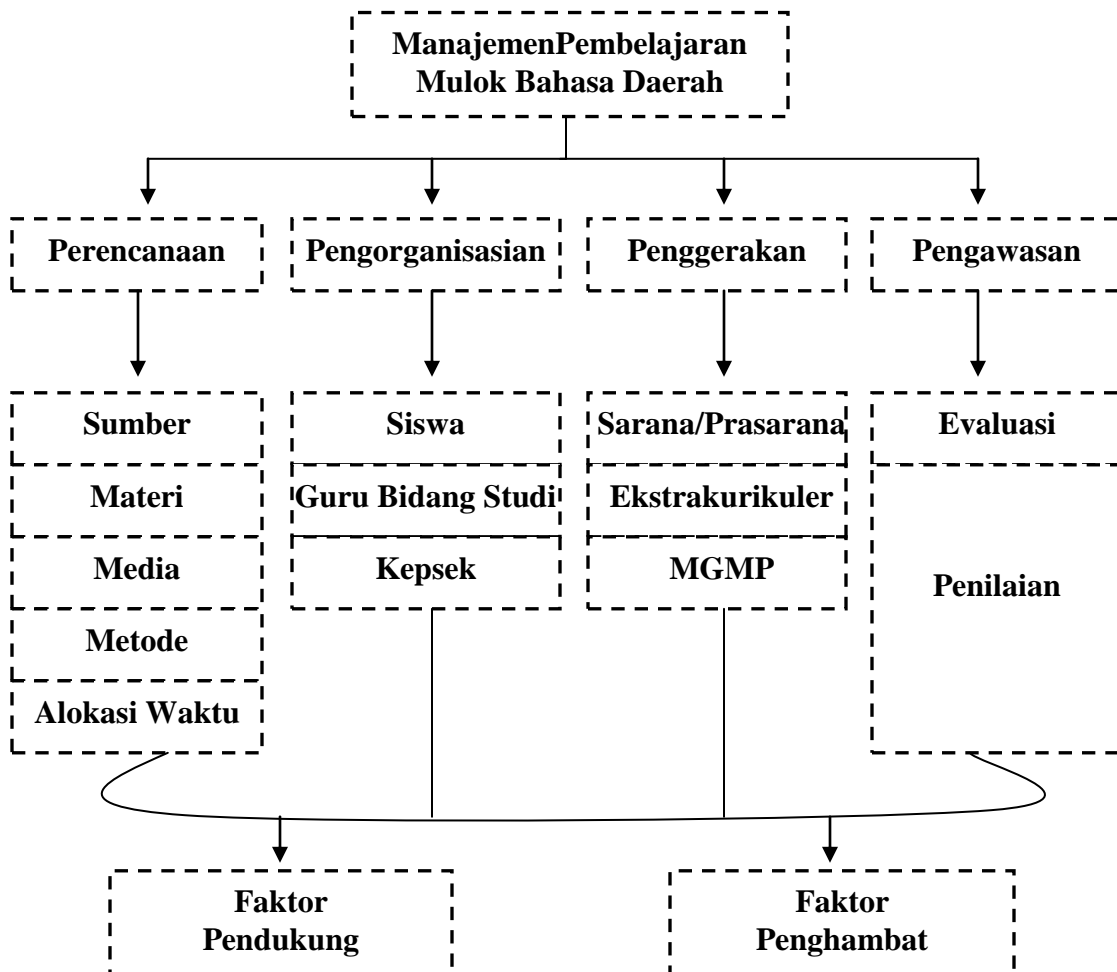 ManajemenPembelajaran
Mulok Bahasa Daerah
Perencanaan
Pengorganisasian
Penggerakan
Pengawasan
Sumber
Materi
Media
Metode
Alokasi Waktu
Siswa
Guru Bidang Studi
Kepsek
Sarana/Prasarana
Ekstrakurikuler
MGMP
Evaluasi
Penilaian
Faktor
Pendukung
Faktor
Penghambat